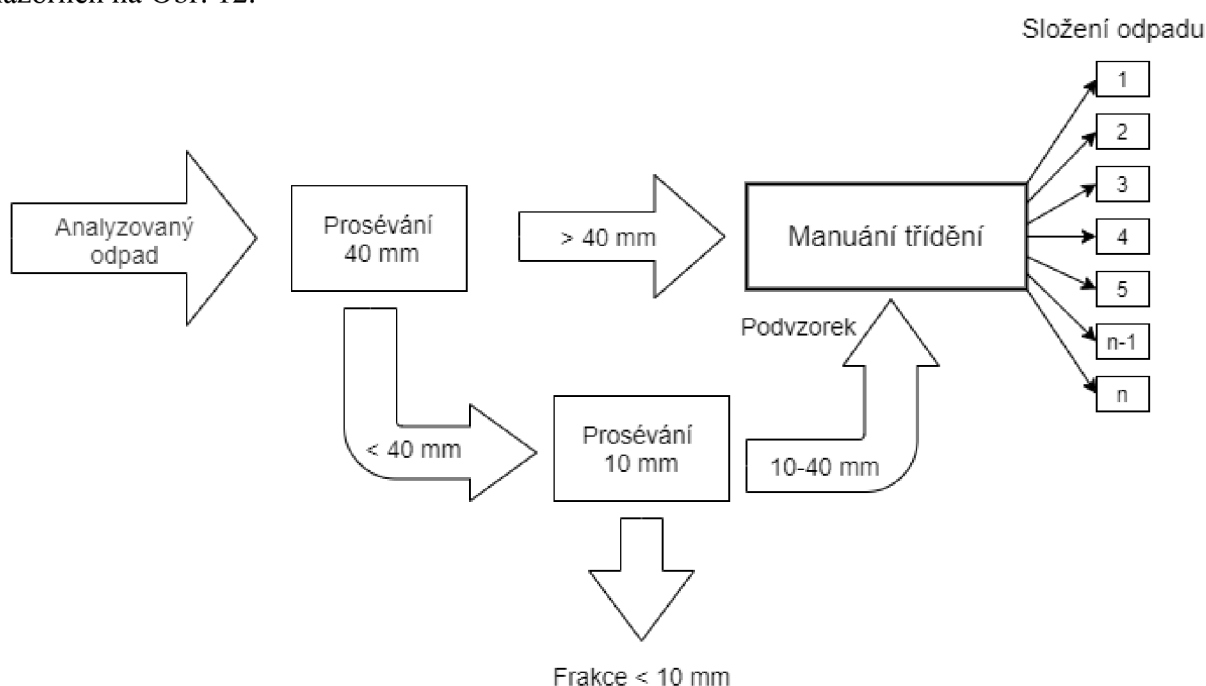 názorněn na Obr. 12.
Složení odpadu
1
2
3
4
5
n-1
n
Analyzovaný
odpad
Prosévání
40 mm
> 40 mm
Manuání třídění
Podvzorek
< 40 mm
Prosévání
10 mm
10-40 mm
Frakce < 10 mm